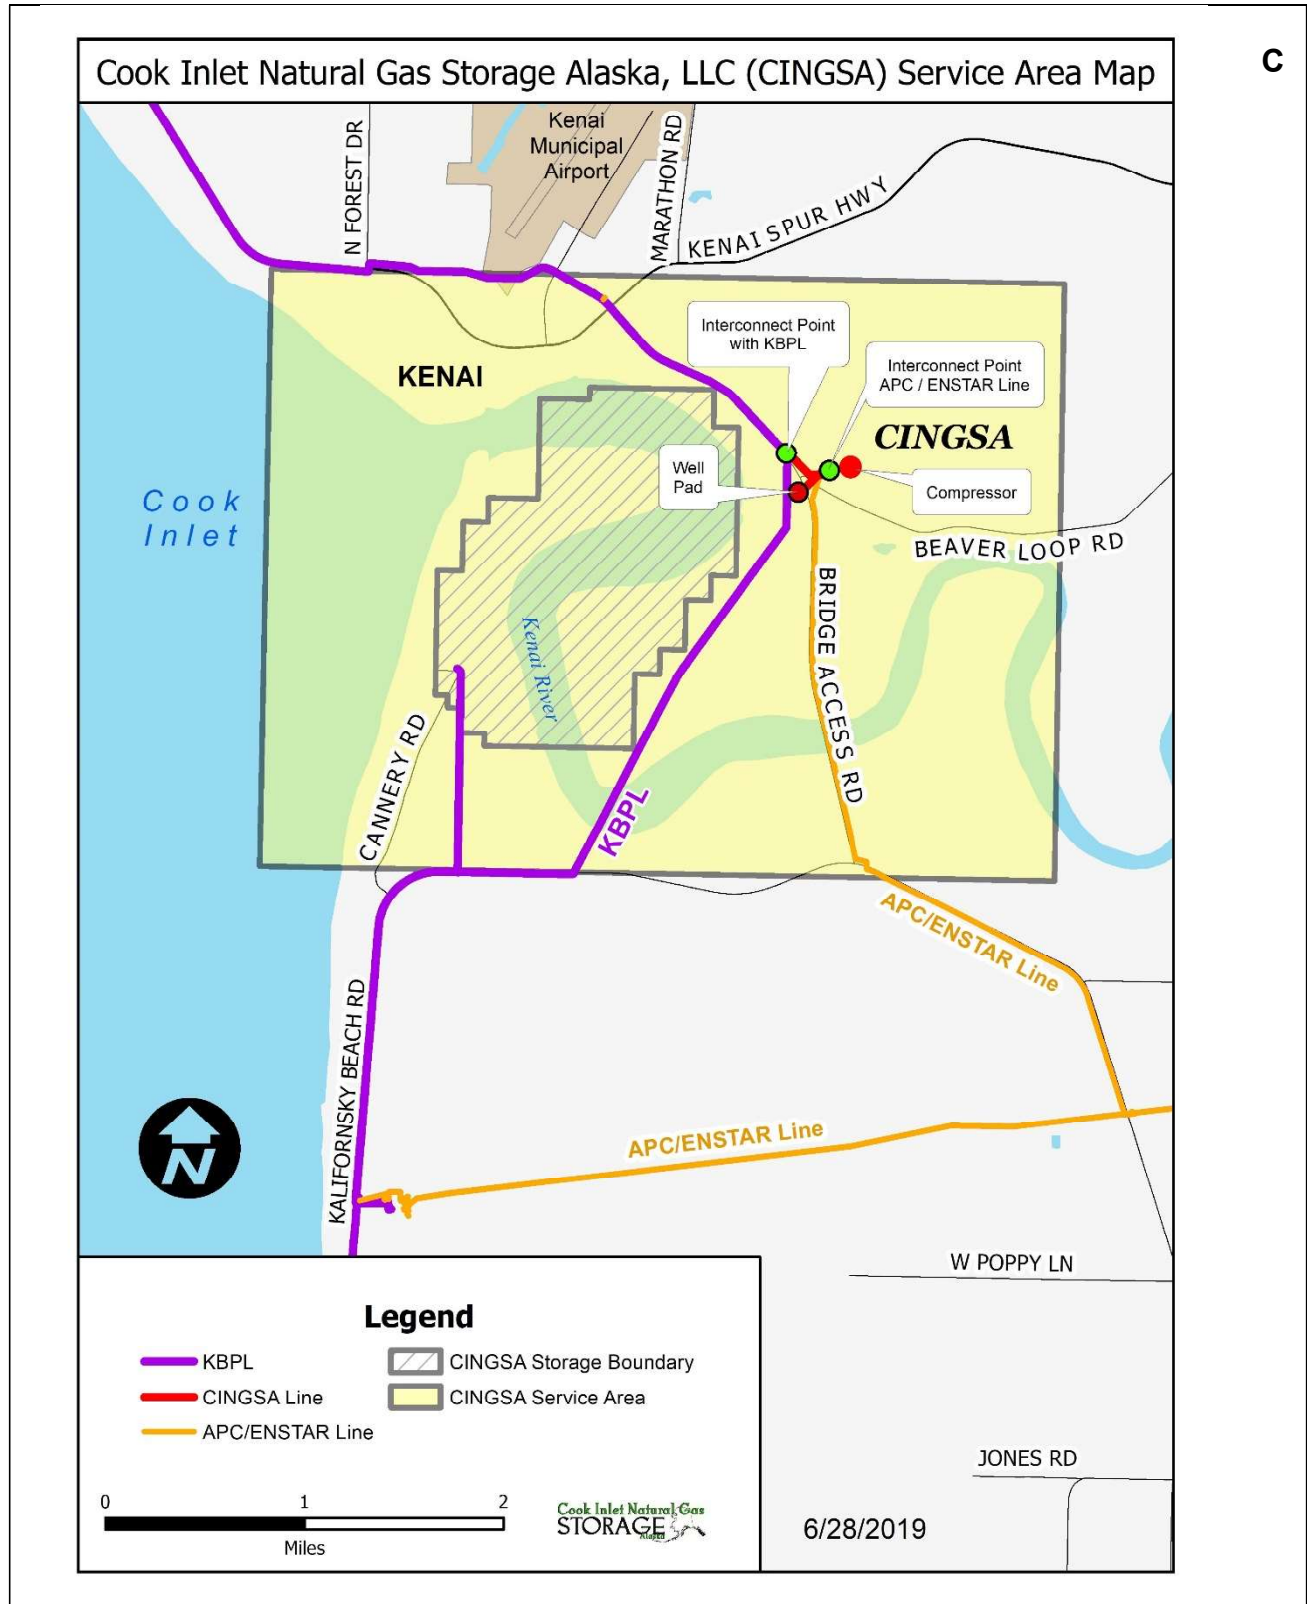 C
Cook Inlet Natural Gas Storage Alaska, LLC (CINGSA) Service Area Map
Kenai
Municipal
Airport
N FOREST DR
MARATHON RD
KENAI SPUR HWY
Interconnect Point
with KBPL
Interconnect Point
APC / ENSTAR Line
KENAI
CINGSA
Well
Pad
Compressor
Cook
Inlet
BEAVER LOOP RD
Kenai River
BRIDGE ACCESS RD
CANNERY RD
KBPL
APC/ENSTAR Line
KALIFORNSKY BEACH RD
APC/ENSTAR Line
N
W POPPY LN
Legend
KBPL
CINGSA Storage Boundary
CINGSA Line
CINGSA Service Area
APC/ENSTAR Line
JONES RD
0 1 2
Miles
Cook Inlet Natural Gas
STORAGE
Alaska
6/28/2019